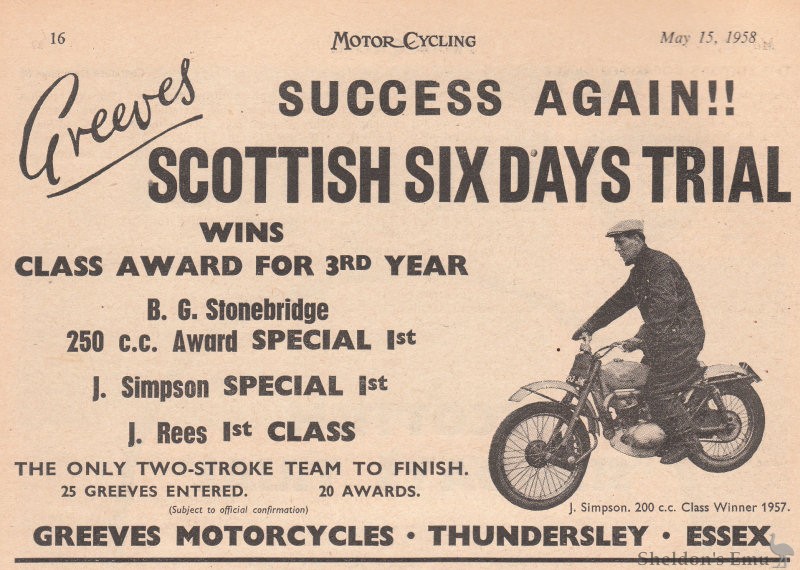 16
MOTOR CYCLING
May 15, 1958
Greeves
SUCCESS AGAIN!!
SCOTTISH SIX DAYS TRIAL
WINS
CLASS AWARD FOR 3RD YEAR
B. G. Stonebridge
250 c.c. Award SPECIAL 1st
J. Simpson SPECIAL 1st
J. Rees 1st CLASS
THE ONLY TWO-STROKE TEAM TO FINISH.
25 GREEVES ENTERED. 20 AWARDS.
(Subject to official confirmation)
J. Simpson. 200 c.c. Class Winner 1957.
GREEVES MOTORCYCLES · THUNDERSLEY · ESSEX
Sheldon's Emu